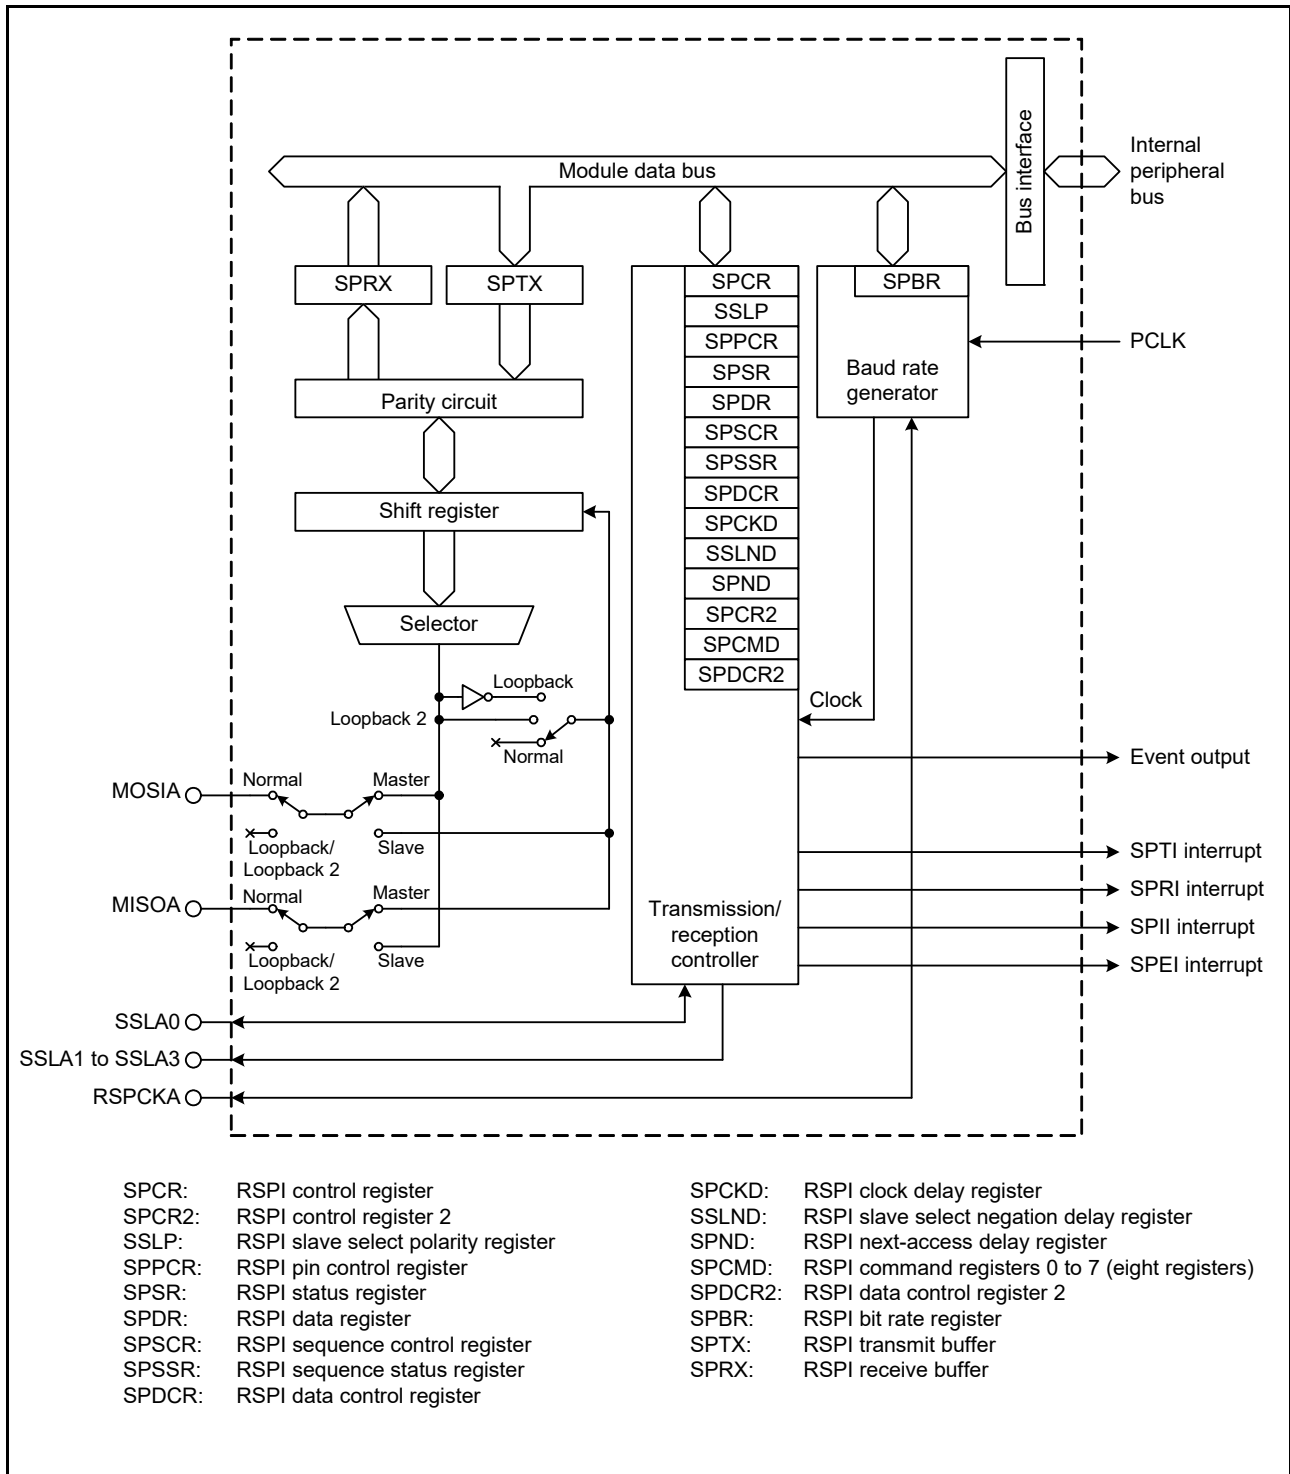 Bus interface
Internal
peripheral
bus
Module data bus
SPRX
SPTX
SPCR
SSLP
SPPCR
SPSR
SPDR
SPSCR
SPSSR
SPDCR
SPCKD
SSLND
SPND
SPCR2
SPCMD
SPDCR2
SPBR
Baud rate
generator
PCLK
Parity circuit
Shift register
Selector
Loopback
Loopback 2
Normal
Clock
Event output
MOSIA
Normal
Master
Loopback/
Loopback 2
Slave
MISOA
Normal
Master
Loopback/
Loopback 2
Slave
Transmission/
reception
controller
SPTI interrupt
SPRI interrupt
SPII interrupt
SPEI interrupt
SSLA0
SSLA1 to SSLA3
RSPCKA
SPCR: RSPI control register
SPCR2: RSPI control register 2
SSLP: RSPI slave select polarity register
SPPCR: RSPI pin control register
SPSR: RSPI status register
SPDR: RSPI data register
SPSCR: RSPI sequence control register
SPSSR: RSPI sequence status register
SPDCR: RSPI data control register
SPCKD: RSPI clock delay register
SSLND: RSPI slave select negation delay register
SPND: RSPI next-access delay register
SPCMD: RSPI command registers 0 to 7 (eight registers)
SPDCR2: RSPI data control register 2
SPBR: RSPI bit rate register
SPTX: RSPI transmit buffer
SPRX: RSPI receive buffer